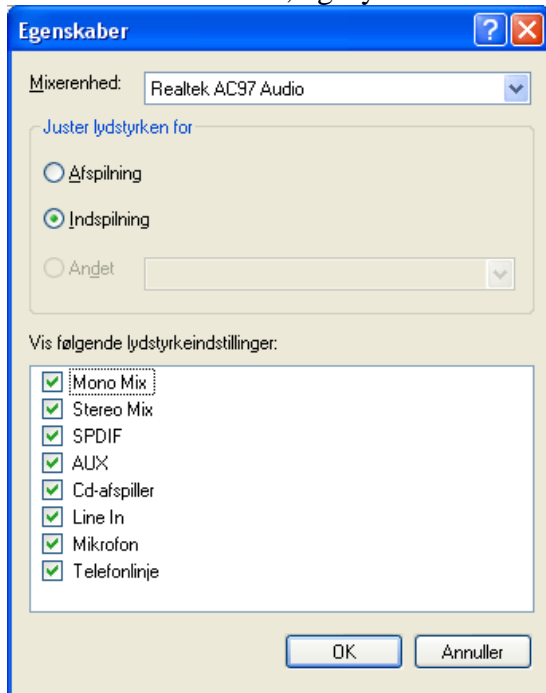 Egenskaber
Mixerenhed: Realtek AC97 Audio
Juster lydstyrken for
Afspilning
Indspilning
Andet
Vis følgende lydstyrkeindstillinger:
Mono Mix
Stereo Mix
SPDIF
AUX
Cd-afspiller
Line In
Mikrofon
Telefonlinje
OK Annuller